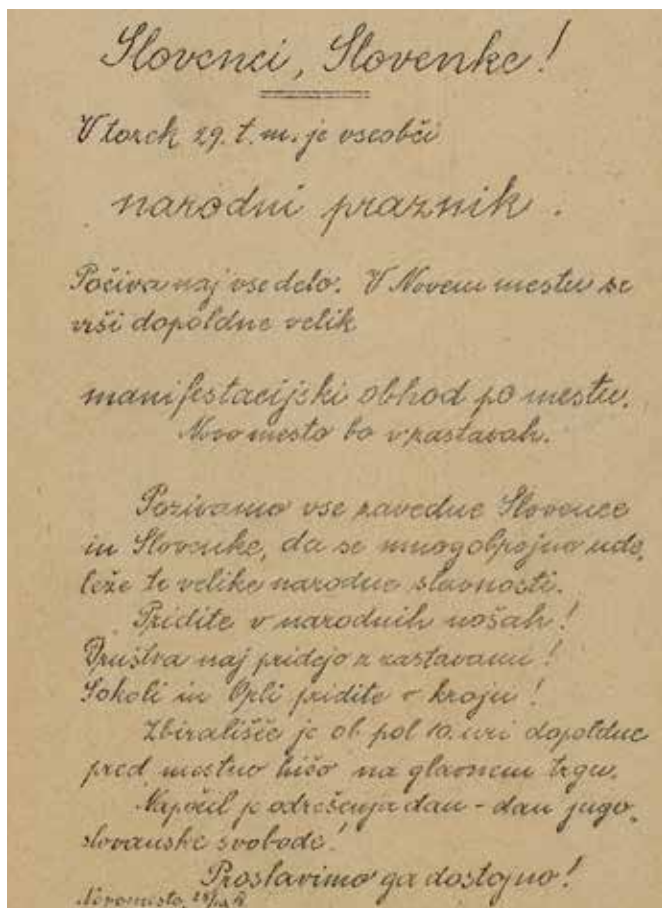 Slovenci, Slovenke!
V torek 29. t. m. je vseobči
narodni praznik.
Počiva naj vse delo. V Novem mestu se
vrši dopoldne velik
manifestacijski obhod po mestu.
Novo mesto bo v zastavah.
Pozivamo vse zavedne Slovence
in Slovenke, da se mnogobrojno ude,
leže te velike narodne slavnosti.
Pridite v narodnih nošah!
Društva naj pridejo z zastavami!
Sokoli in Orli pridite v kroju!
Zbirališče je ob pol 10. uri dopoldne
pred mestno hišo na glavnem trgu.
Napočil je odrešenja dan - dan jugo,
slovanske svobode!
Proslavimo ga dostojno!
Novomesto,